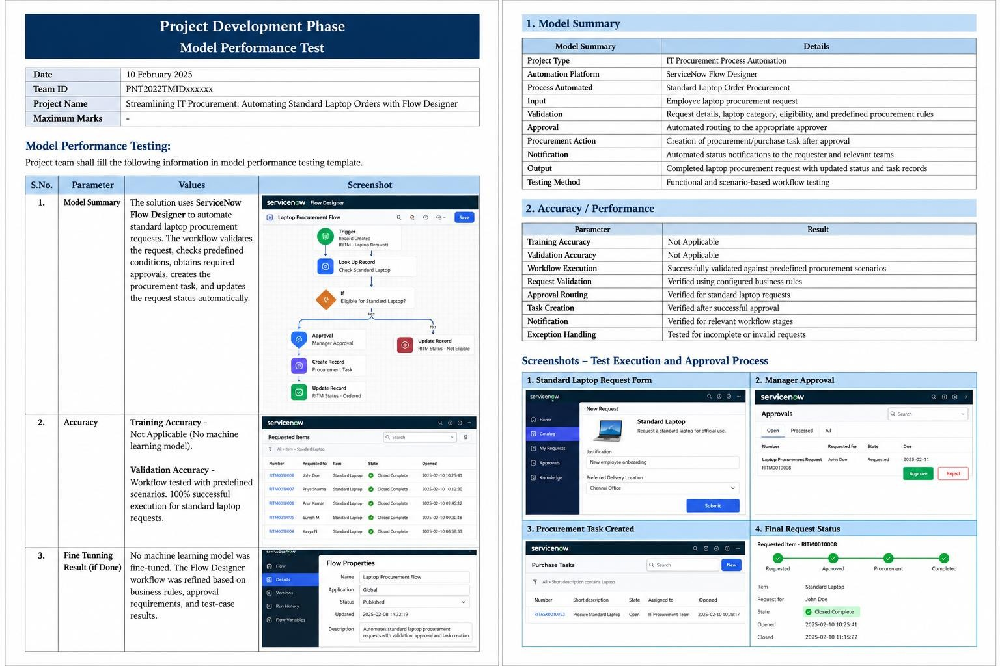 Project Development Phase
Model Performance Test
Date 10 February 2025
Team ID PNT2022TMIDxxxxxx
Project Name Streamlining IT Procurement: Automating Standard Laptop Orders with Flow Designer
Maximum Marks -
Model Performance Testing:
Project team shall fill the following information in model performance testing template.
S.No. Parameter Values Screenshot
1. Model Summary
The solution uses ServiceNow
Flow Designer to automate
standard laptop procurement
requests. The workflow validates
the request, checks predefined
conditions, obtains required
approvals, creates the
procurement task, and updates
the request status automatically.
servicenow Flow Designer
Laptop Procurement Flow Save
Trigger
Record Created
(RITM - Laptop Request)
Look Up Record
Check Standard Laptop
If
Eligible for Standard Laptop?
Yes
No
Approval
Manager Approval
Update Record
RITM Status - Not Eligible
Create Record
Procurement Task
Update Record
RITM Status - Ordered
2. Accuracy
Training Accuracy -
Not Applicable (No machine
learning model).
Validation Accuracy -
Workflow tested with predefined
scenarios. 100% successful
execution for standard laptop
requests.
servicenow
Requested Items Search
All > Item = Standard Laptop
Number Requested for Item State Opened
RITM0010008 John Doe Standard Laptop Closed Complete 2025-02-10 10:25:41
RITM0010007 Priya Sharma Standard Laptop Closed Complete 2025-02-10 10:12:30
RITM0010006 Arun Kumar Standard Laptop Closed Complete 2025-02-10 09:45:12
RITM0010005 Suresh M Standard Laptop Closed Complete 2025-02-10 09:20:18
RITM0010004 Kavya N Standard Laptop Closed Complete 2025-02-10 08:58:33
3. Fine Tunning
Result (if Done)
No machine learning model was
fine-tuned. The Flow Designer
workflow was refined based on
business rules, approval
requirements, and test-case
results.
servicenow
Flow
Details
Versions
Run History
Flow Variables
Flow Properties
Name Laptop Procurement Flow
Application Global
Status Published
Updated 2025-02-08 14:32:19
Description Automates standard laptop procurement
requests with validation, approval and task creation.
1. Model Summary
Model Summary Details
Project Type IT Procurement Process Automation
Automation Platform ServiceNow Flow Designer
Process Automated Standard Laptop Order Procurement
Input Employee laptop procurement request
Validation Request details, laptop category, eligibility, and predefined procurement rules
Approval Automated routing to the appropriate approver
Procurement Action Creation of procurement/purchase task after approval
Notification Automated status notifications to the requester and relevant teams
Output Completed laptop procurement request with updated status and task records
Testing Method Functional and scenario-based workflow testing
2. Accuracy / Performance
Parameter Result
Training Accuracy Not Applicable
Validation Accuracy Not Applicable
Workflow Execution Successfully validated against predefined procurement scenarios
Request Validation Verified using configured business rules
Approval Routing Verified for standard laptop requests
Task Creation Verified after successful approval
Notification Verified for relevant workflow stages
Exception Handling Tested for incomplete or invalid requests
Screenshots – Test Execution and Approval Process
1. Standard Laptop Request Form
servicenow
Home
Catalog
My Requests
Approvals
Knowledge
New Request
Standard Laptop
Request a standard laptop for official use.
Justification
New employee onboarding
Preferred Delivery Location
Chennai Office
Submit
2. Manager Approval
servicenow
Approvals Search
Open Processed All
Number Requested for State Due
Laptop Procurement Request John Doe Requested 2025-02-11
RITM0010008
Approve Reject
3. Procurement Task Created
servicenow
Purchase Tasks Search New
All > Short description contains Laptop
Number Short description State Assigned to Opened
RITASK0010023 Procure Standard Laptop Open IT Procurement Team 2025-02-10 10:28:17
4. Final Request Status
Requested Item - RITM0010008
Requested Approved Procurement Completed
Item Standard Laptop
Request for John Doe
State Closed Complete
Opened 2025-02-10 10:25:41
Closed 2025-02-10 11:15:22